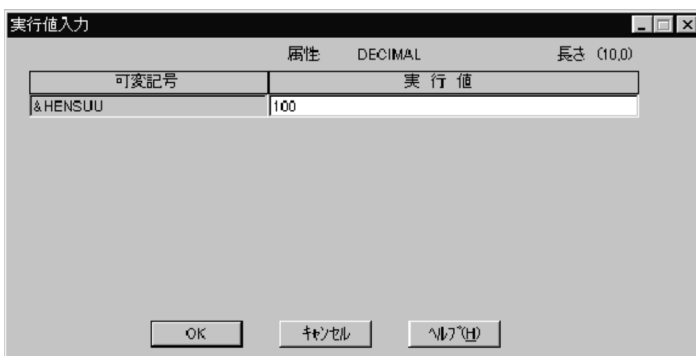 実行値入力
属性 DECIMAL 長さ (10,0)
可変記号 実 行 値
&HENSUU 100
OK ｷｬﾝｾﾙ ﾍﾙﾌﾟ(H)